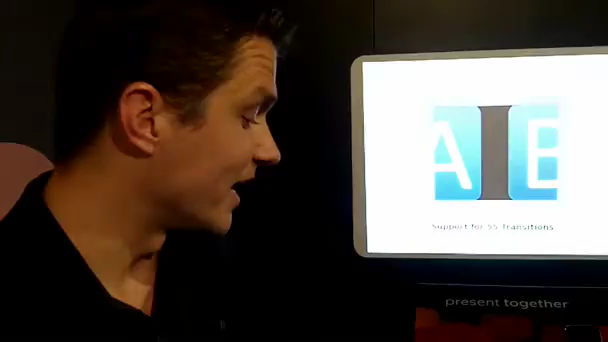 A B
Support for 55 Transitions
present together